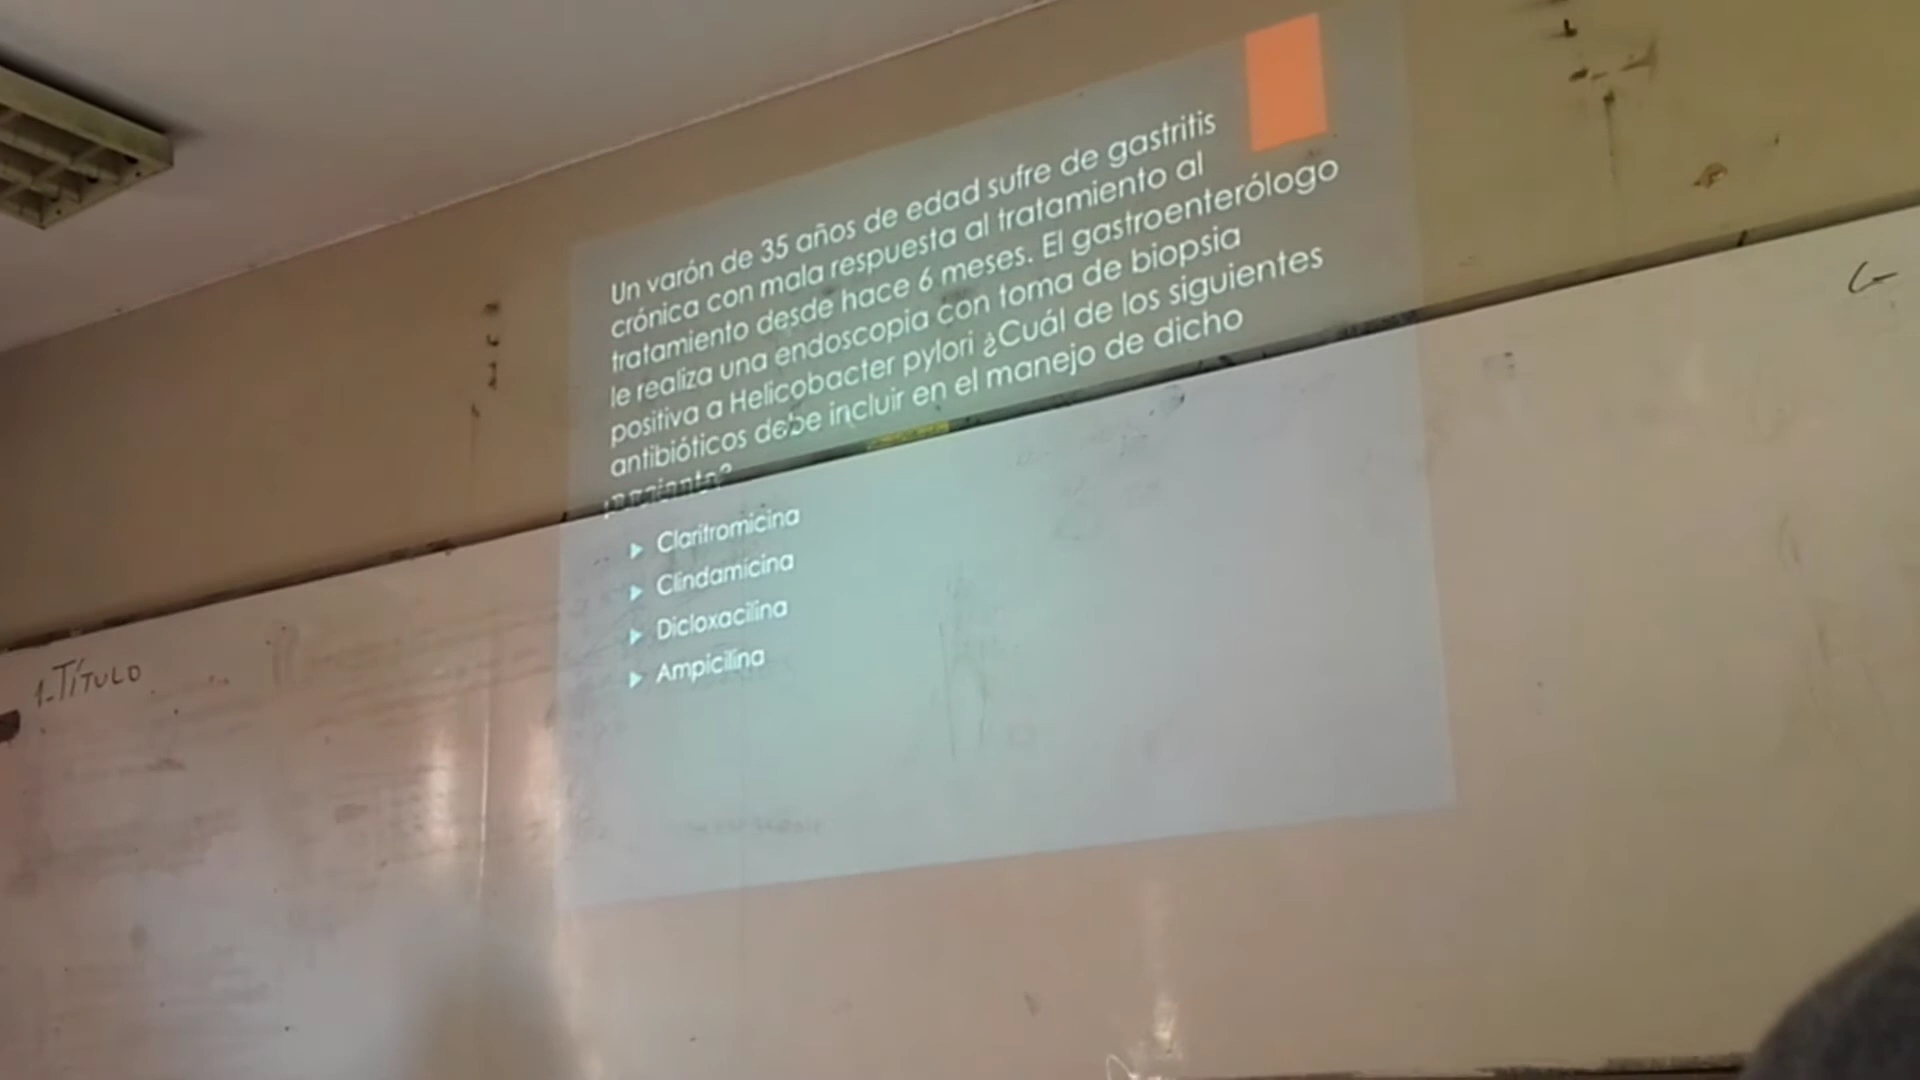 Un varón de 35 años de edad sufre de gastritis
crónica con mala respuesta al tratamiento al
tratamiento desde hace 6 meses. El gastroenterólogo
le realiza una endoscopia con toma de biopsia
positiva a Helicobacter pylori ¿Cuál de los siguientes
antibióticos debe incluir en el manejo de dicho
paciente?
Claritromicina
Clindamicina
Dicloxacilina
Ampicilina
1-TÍTULO